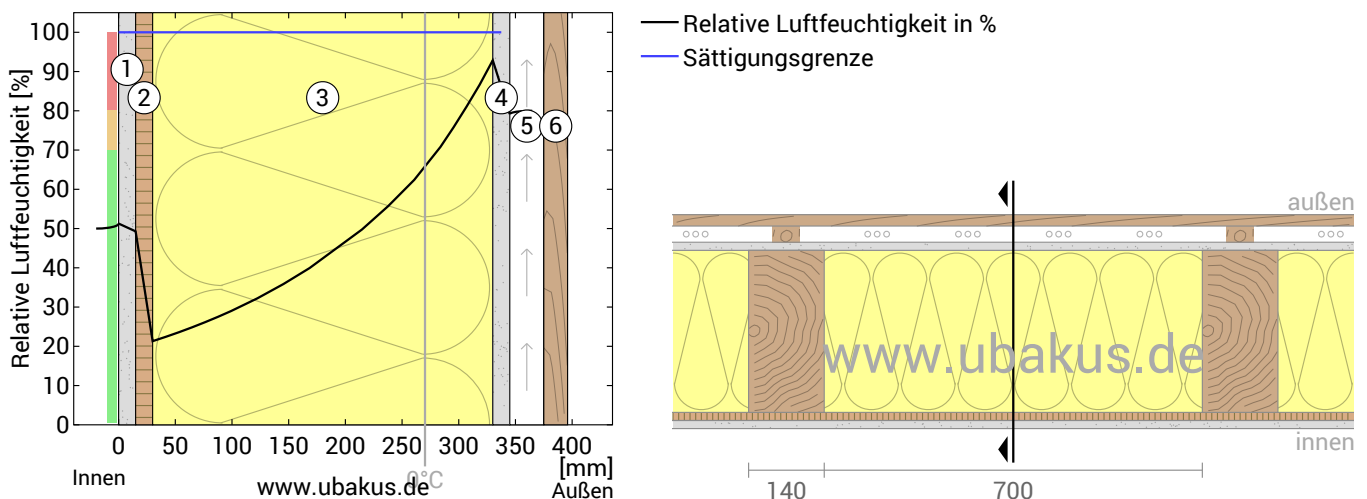 Relative Luftfeuchtigkeit [%]
100
90
80
70
60
50
40
30
20
10
0
1
2
3
4
5
6
0 50 100 150 200 250 300 350 400
[mm]
Innen
www.ubakus.de
0°C
Außen
Relative Luftfeuchtigkeit in %
Sättigungsgrenze
außen
www.ubakus.de
innen
140 700